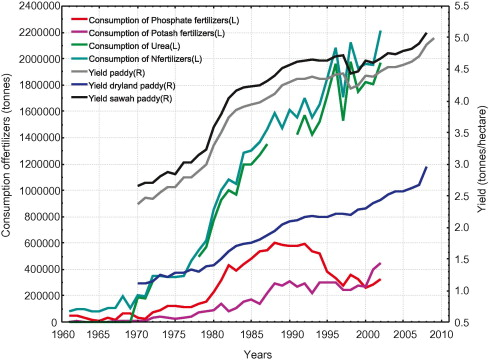 2400000
2200000
2000000
1800000
1600000
1400000
1200000
1000000
800000
600000
400000
200000
0
Consumption offertilizers (tonnes)
Consumption of Phosphate fertilizers(L)
Consumption of Potash fertilizers(L)
Consumption of Urea(L)
Consumption of Nfertilizers(L)
Yield paddy(R)
Yield dryland paddy(R)
Yield sawah paddy(R)
5.5
5.0
4.5
4.0
3.5
3.0
2.5
2.0
1.5
1.0
0.5
Yield (tonnes/hectare)
1960 1965 1970 1975 1980 1985 1990 1995 2000 2005 2010
Years